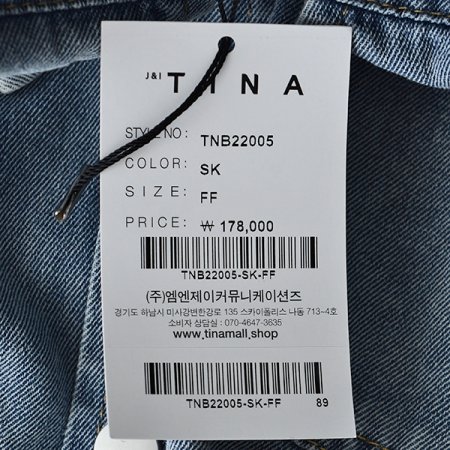 J&I TINA
STYLE NO: TNB22005
COLOR: SK
SIZE: FF
PRICE: ₩ 178,000
TNB22005-SK-FF
(주)엠엔제이커뮤니케이션즈
경기도 하남시 미사강변한강로 135 스카이폴리스 나동 713~4호
소비자 상담실 : 070-4647-3635
www.tinamall.shop
TNB22005-SK-FF 89